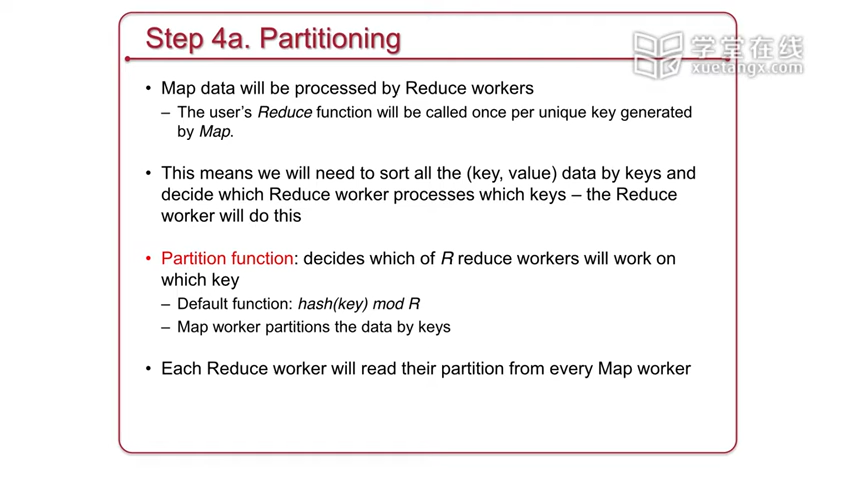 Step 4a. Partitioning
学堂在线
xuetangx.com
• Map data will be processed by Reduce workers
– The user's Reduce function will be called once per unique key generated
by Map.
• This means we will need to sort all the (key, value) data by keys and
decide which Reduce worker processes which keys – the Reduce
worker will do this
• Partition function: decides which of R reduce workers will work on
which key
– Default function: hash(key) mod R
– Map worker partitions the data by keys
• Each Reduce worker will read their partition from every Map worker